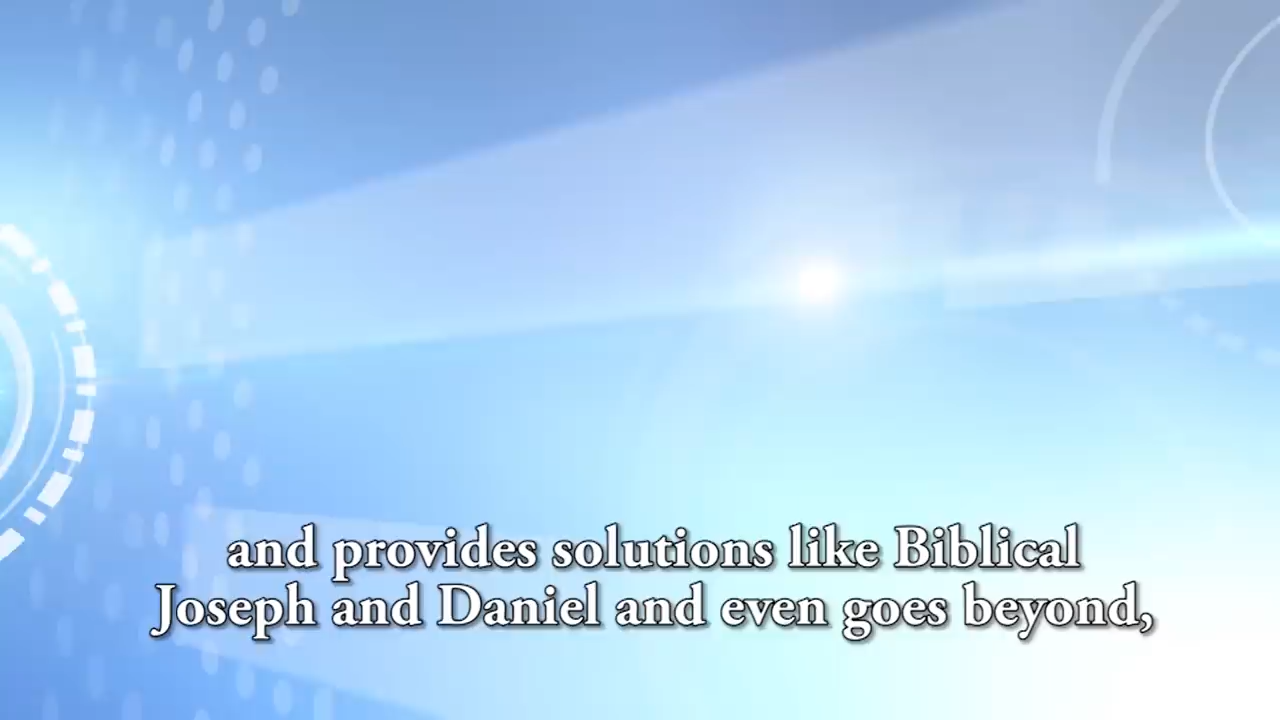 and provides solutions like Biblical
Joseph and Daniel and even goes beyond,